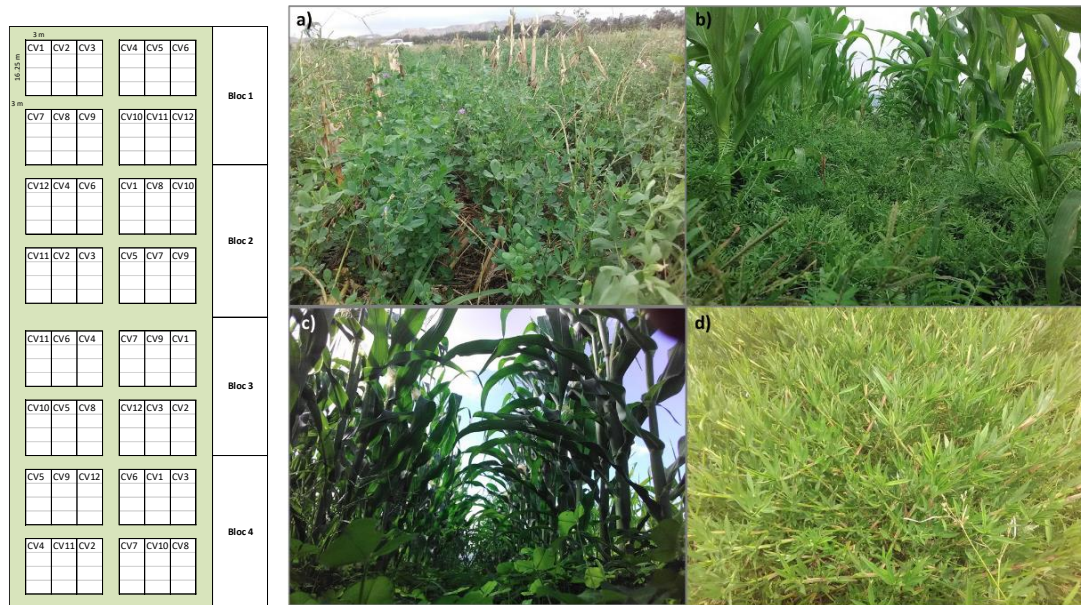 3 m
16.25 m
3 m
CV1 CV2 CV3 CV4 CV5 CV6
CV7 CV8 CV9 CV10 CV11 CV12
Bloc 1
CV12 CV4 CV6 CV1 CV8 CV10
CV11 CV2 CV3 CV5 CV7 CV9
Bloc 2
CV11 CV6 CV4 CV7 CV9 CV1
CV10 CV5 CV8 CV12 CV3 CV2
Bloc 3
CV5 CV9 CV12 CV6 CV1 CV3
CV4 CV11 CV2 CV7 CV10 CV8
Bloc 4
a)
b)
c)
d)